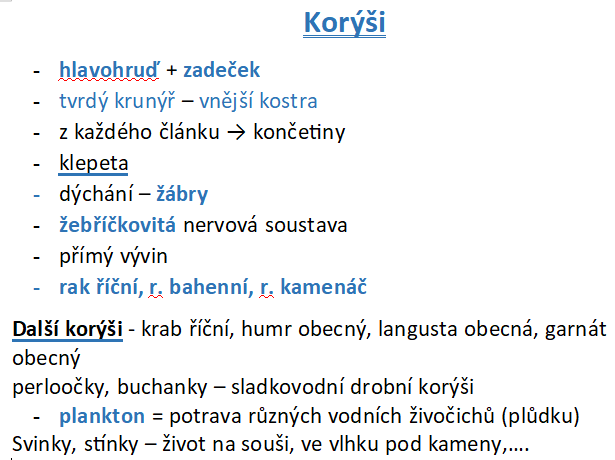 Korýši
- hlavohruď + zadeček
- tvrdý krunýř – vnější kostra
- z každého článku → končetiny
- klepeta
- dýchání – žábry
- žebříčkovitá nervová soustava
- přímý vývin
- rak říční, r. bahenní, r. kamenáč
Další korýši - krab říční, humr obecný, langusta obecná, garnát
obecný
perloočky, buchanky – sladkovodní drobní korýši
- plankton = potrava různých vodních živočichů (plůdku)
Svinky, stínky – život na souši, ve vlhku pod kameny,....